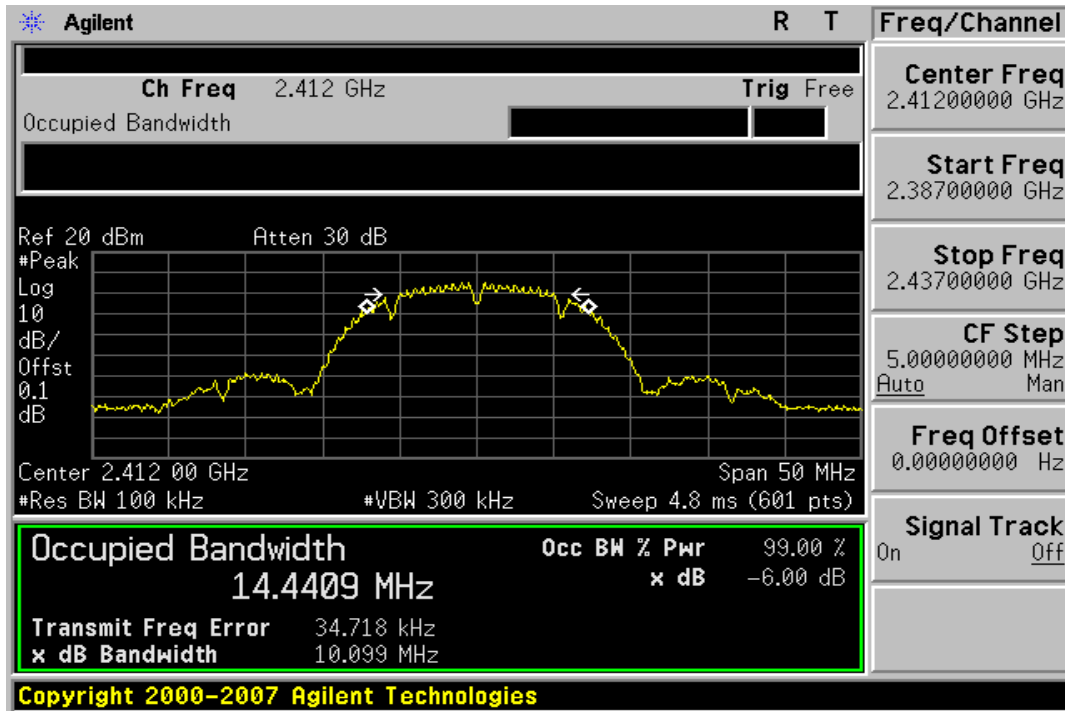 Agilent R T
Freq/Channel
Ch Freq 2.412 GHz Trig Free
Occupied Bandwidth
Center Freq
2.41200000 GHz
Start Freq
2.38700000 GHz
Stop Freq
2.43700000 GHz
CF Step
5.00000000 MHz
Auto Man
Freq Offset
0.00000000 Hz
Signal Track
On Off
Ref 20 dBm Atten 30 dB
#Peak
Log
10
dB/
Offst
0.1
dB
Center 2.412 00 GHz Span 50 MHz
#Res BW 100 kHz #VBW 300 kHz Sweep 4.8 ms (601 pts)
Occupied Bandwidth
14.4409 MHz
Occ BW % Pwr 99.00 %
x dB -6.00 dB
Transmit Freq Error 34.718 kHz
x dB Bandwidth 10.099 MHz
Copyright 2000-2007 Agilent Technologies